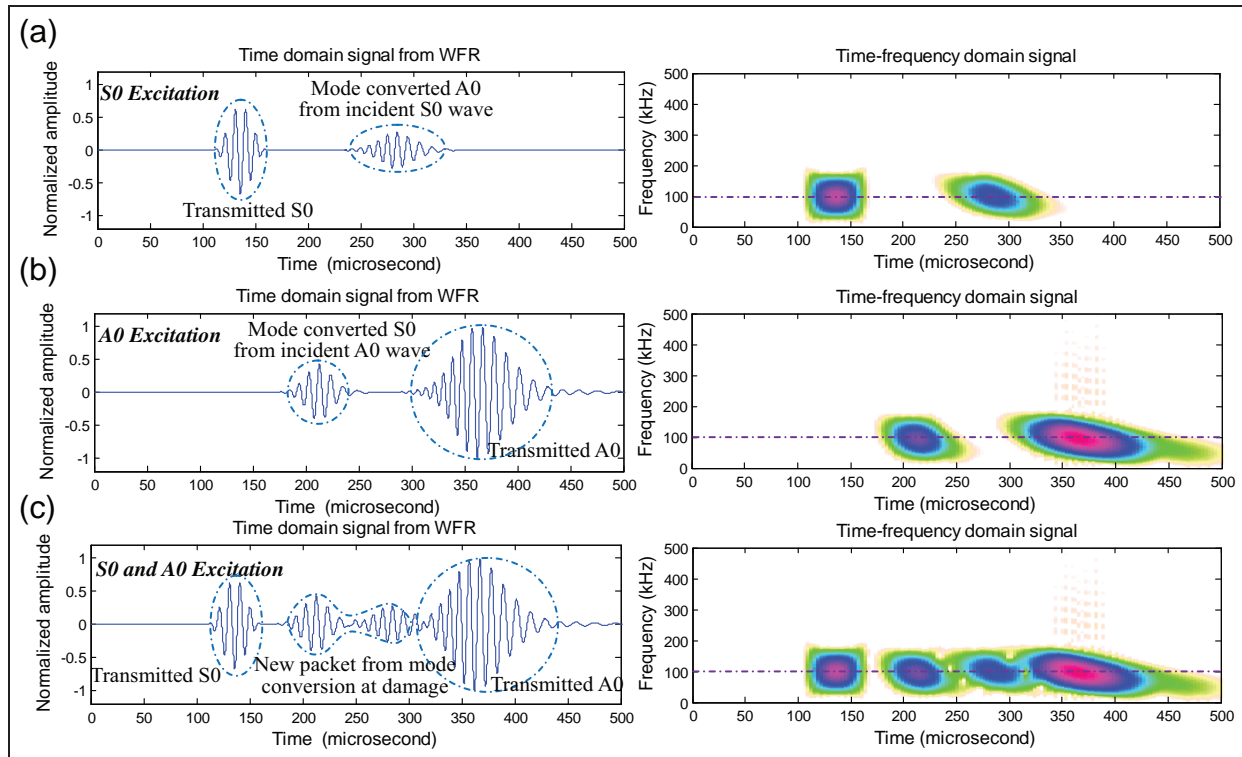 (a)
Time domain signal from WFR
Normalized amplitude
1
0.5
0
-0.5
-1
S0 Excitation
Mode converted A0
from incident S0 wave
Transmitted S0
0 50 100 150 200 250 300 350 400 450 500
Time (microsecond)
Time-frequency domain signal
Frequency (kHz)
500
400
300
200
100
0
0 50 100 150 200 250 300 350 400 450 500
Time (microsecond)
(b)
Time domain signal from WFR
Normalized amplitude
1
0.5
0
-0.5
-1
A0 Excitation
Mode converted S0
from incident A0 wave
Transmitted A0
0 50 100 150 200 250 300 350 400 450 500
Time (microsecond)
Time-frequency domain signal
Frequency (kHz)
500
400
300
200
100
0
0 50 100 150 200 250 300 350 400 450 500
Time (microsecond)
(c)
Time domain signal from WFR
Normalized amplitude
1
0.5
0
-0.5
-1
S0 and A0 Excitation
Transmitted S0
New packet from mode
conversion at damage
Transmitted A0
0 50 100 150 200 250 300 350 400 450 500
Time (microsecond)
Time-frequency domain signal
Frequency (kHz)
500
400
300
200
100
0
0 50 100 150 200 250 300 350 400 450 500
Time (microsecond)